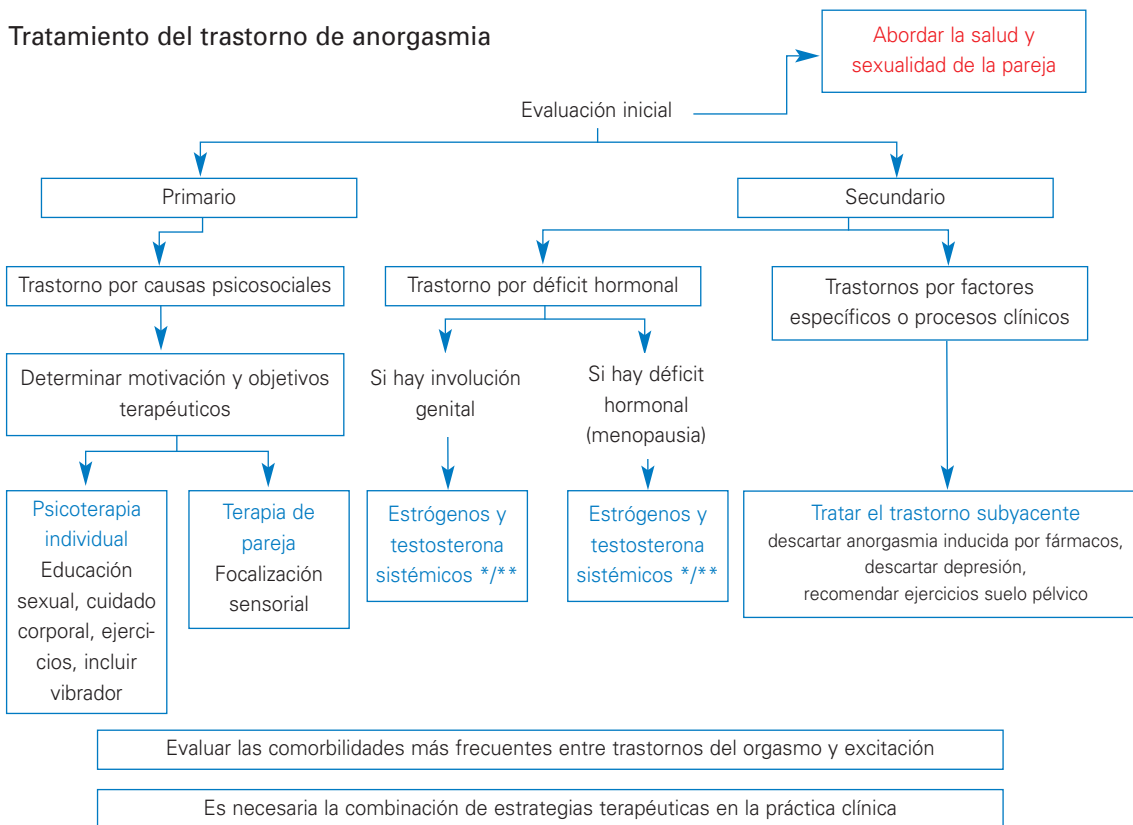 Tratamiento del trastorno de anorgasmia
Abordar la salud y
sexualidad de la pareja
Evaluación inicial
Primario
Secundario
Trastorno por causas psicosociales
Trastorno por déficit hormonal
Trastornos por factores
específicos o procesos clínicos
Determinar motivación y objetivos
terapéuticos
Si hay involución
genital
Si hay déficit
hormonal
(menopausia)
Psicoterapia
individual
Educación
sexual, cuidado
corporal, ejerci-
cios, incluir
vibrador
Terapia de
pareja
Focalización
sensorial
Estrógenos y
testosterona
sistémicos */**
Estrógenos y
testosterona
sistémicos */**
Tratar el trastorno subyacente
descartar anorgasmia inducida por fármacos,
descartar depresión,
recomendar ejercicios suelo pélvico
Evaluar las comorbilidades más frecuentes entre trastornos del orgasmo y excitación
Es necesaria la combinación de estrategias terapéuticas en la práctica clínica